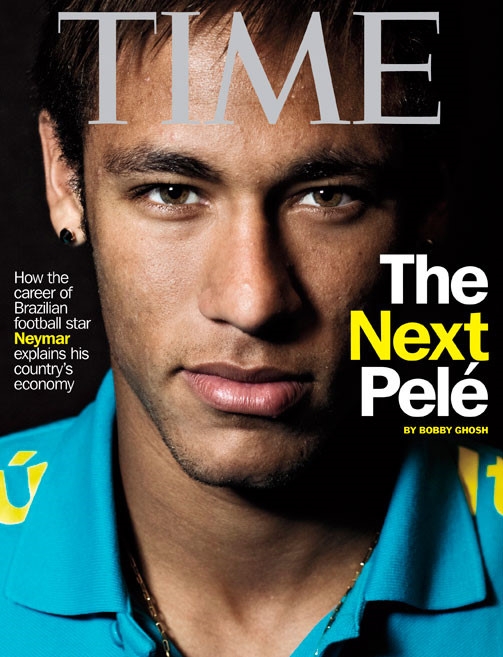 TIME
How the
career of
Brazilian
football star
Neymar
explains his
country's
economy
The
Next
Pelé
BY BOBBY GHOSH
ú
lt